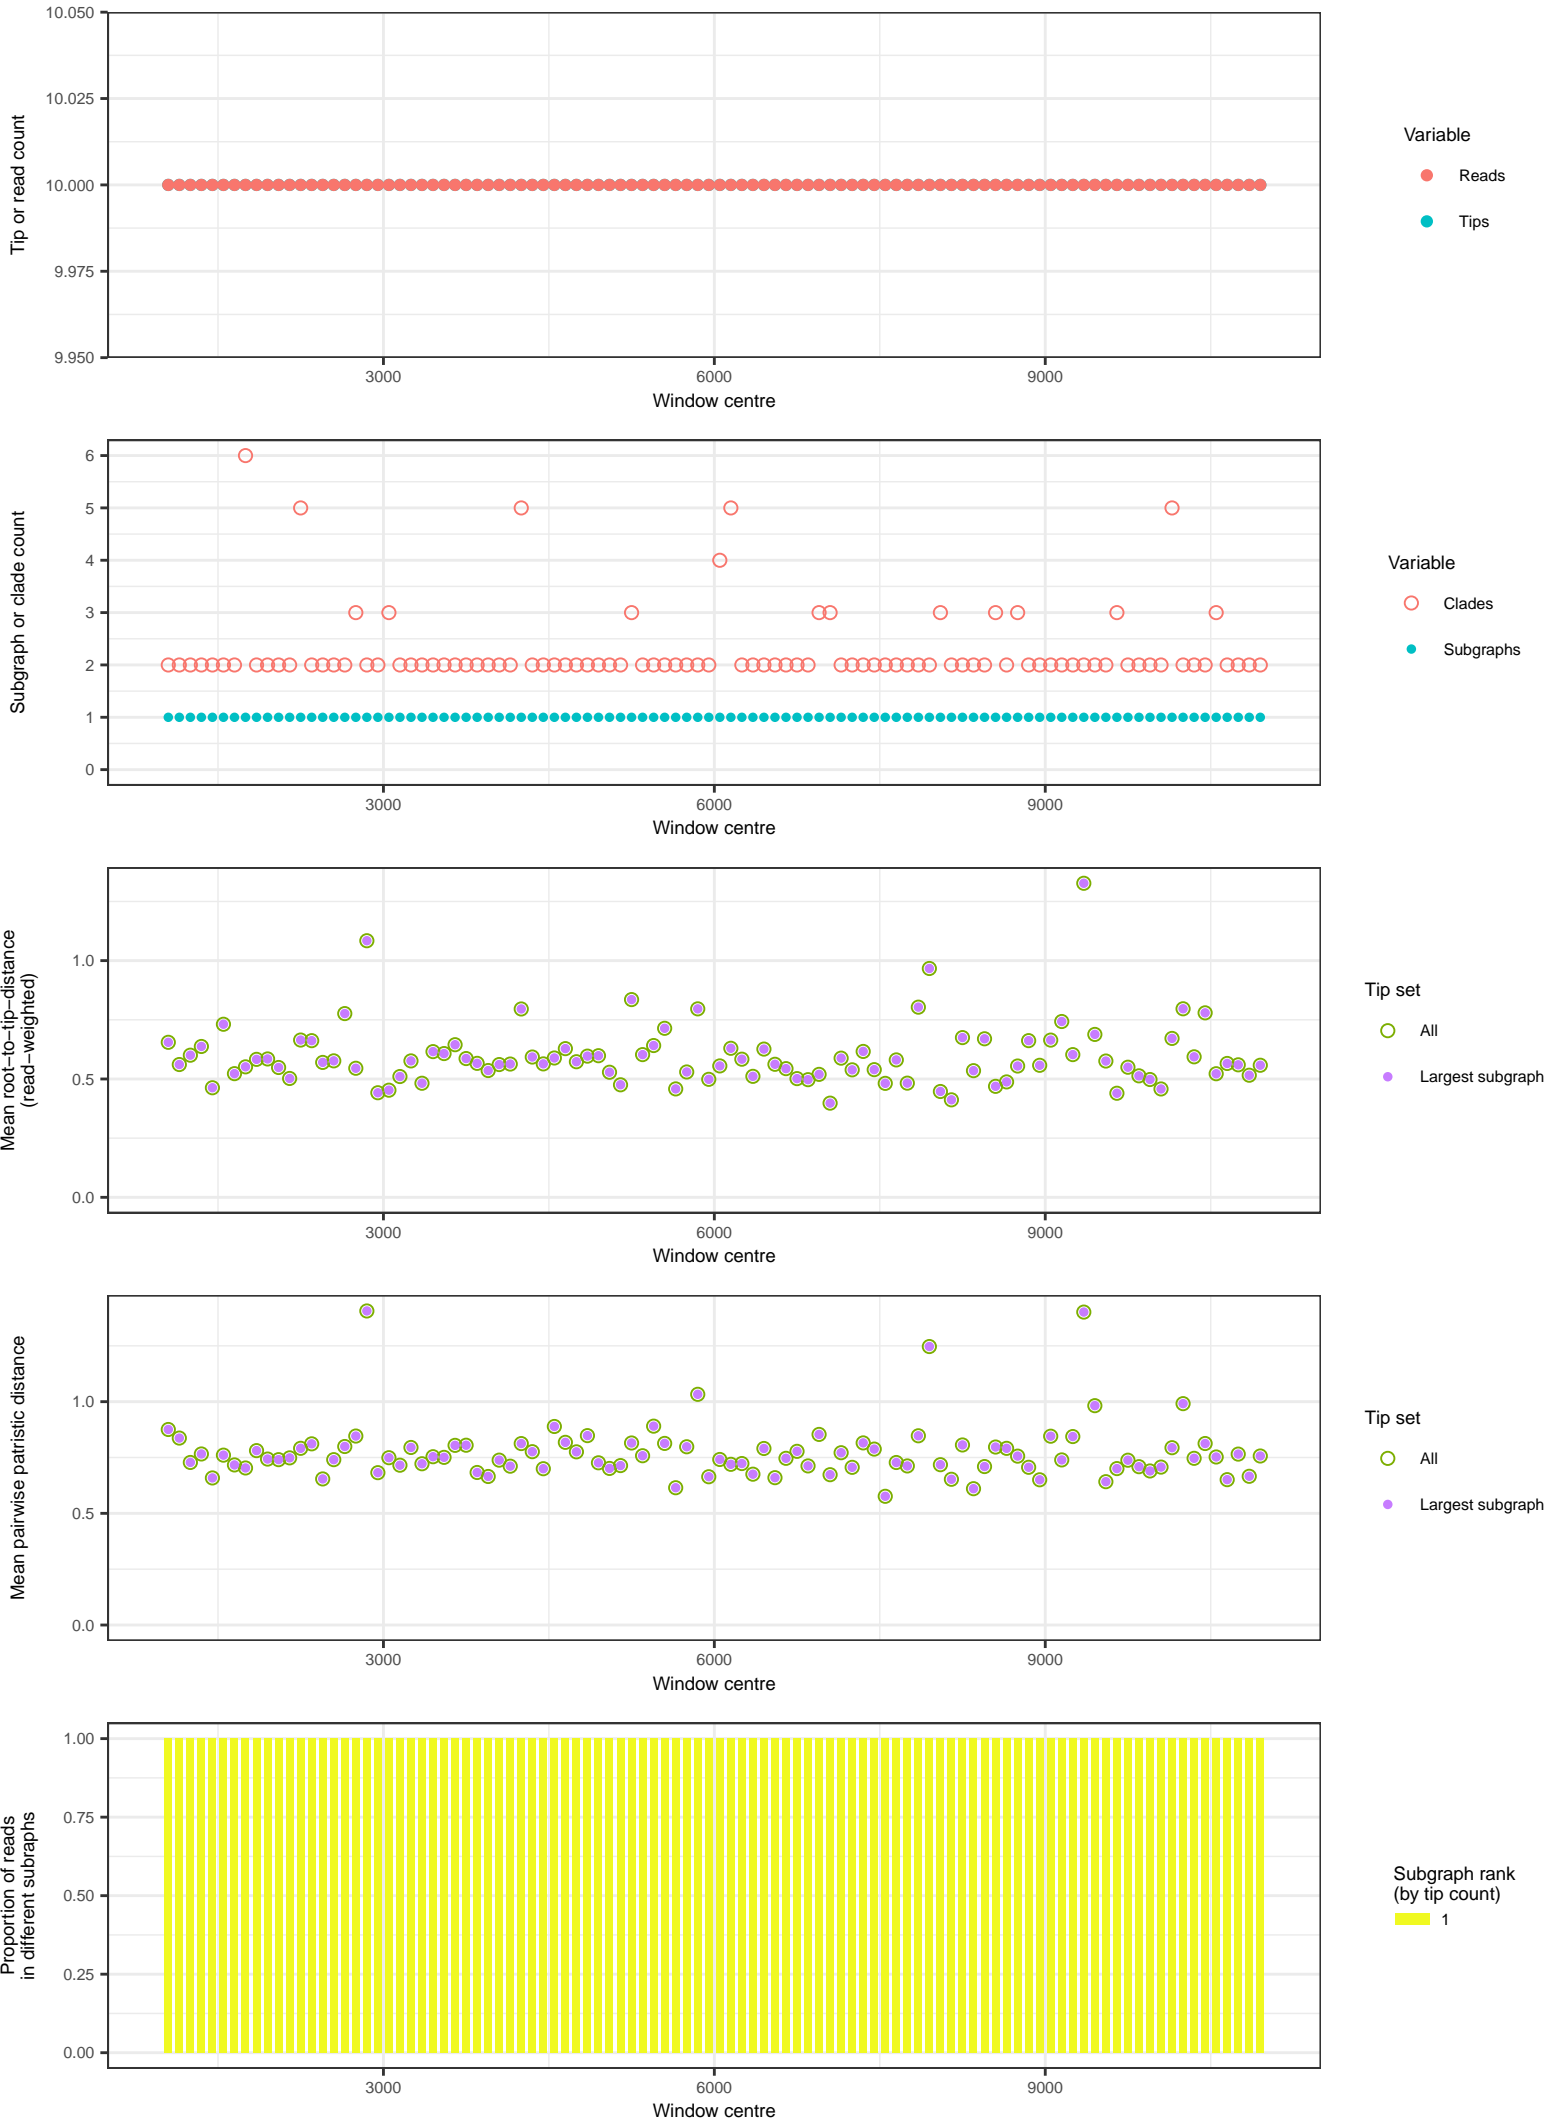 10.050
10.025
10.000
9.975
9.950
Tip or read count
3000 6000 9000
Window centre
Variable
Reads
Tips
6
5
4
3
2
1
0
Subgraph or clade count
3000 6000 9000
Window centre
Variable
Clades
Subgraphs
1.0
0.5
0.0
Mean root−to−tip−distance
(read−weighted)
3000 6000 9000
Window centre
Tip set
All
Largest subgraph
1.0
0.5
0.0
Mean pairwise patristic distance
3000 6000 9000
Window centre
Tip set
All
Largest subgraph
1.00
0.75
0.50
0.25
0.00
Proportion of reads
in different subraphs
3000 6000 9000
Window centre
Subgraph rank
(by tip count)
1